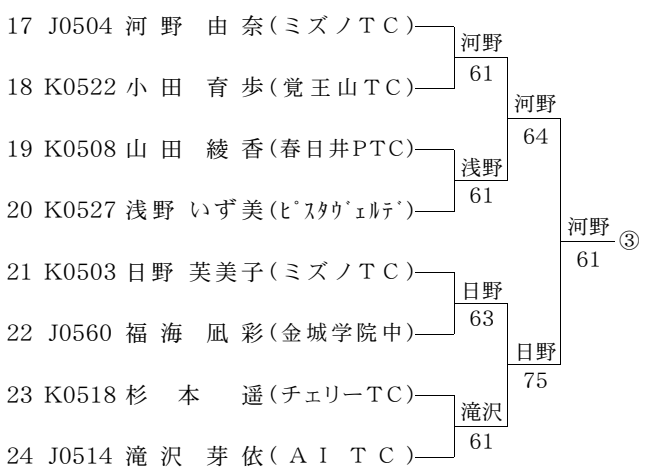 17 J0504 河野 由奈(ミズノTC)
河野
61
18 K0522 小田 育歩(覚王山TC)
河野
64
19 K0508 山田 綾香(春日井PTC)
浅野
61
20 K0527 浅野 いず美(ﾋﾟｽﾀｳﾞｪﾙﾃﾞ)
河野 ③
61
21 K0503 日野 芙美子(ミズノTC)
日野
63
22 J0560 福海 凪彩(金城学院中)
日野
75
23 K0518 杉本 遥(チェリーTC)
滝沢
61
24 J0514 滝沢 芽依(AI TC)